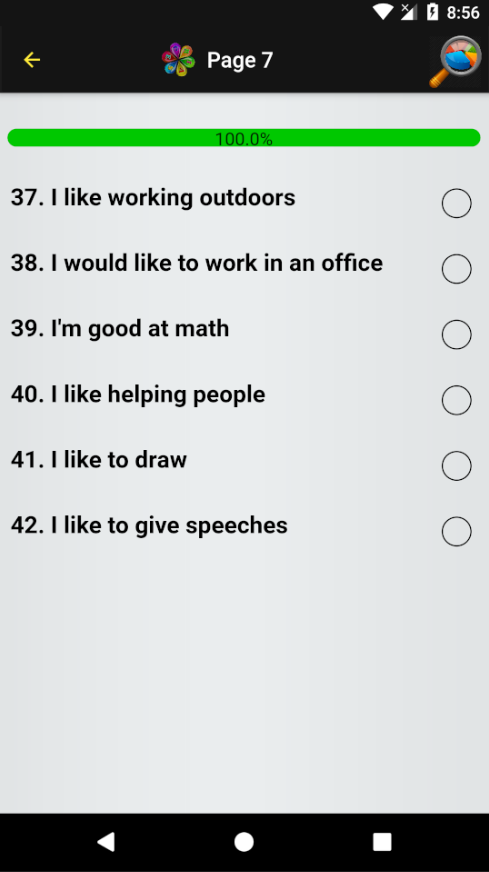 8:56
Page 7
100.0%
37. I like working outdoors
38. I would like to work in an office
39. I'm good at math
40. I like helping people
41. I like to draw
42. I like to give speeches